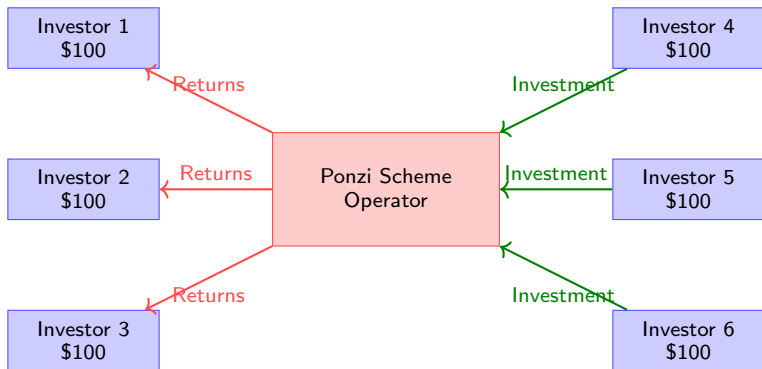 Investor 1
$100
Investor 4
$100
Returns
Investment
Investor 2
$100
Returns
Ponzi Scheme
Operator
Investment
Investor 5
$100
Returns
Investment
Investor 3
$100
Investor 6
$100